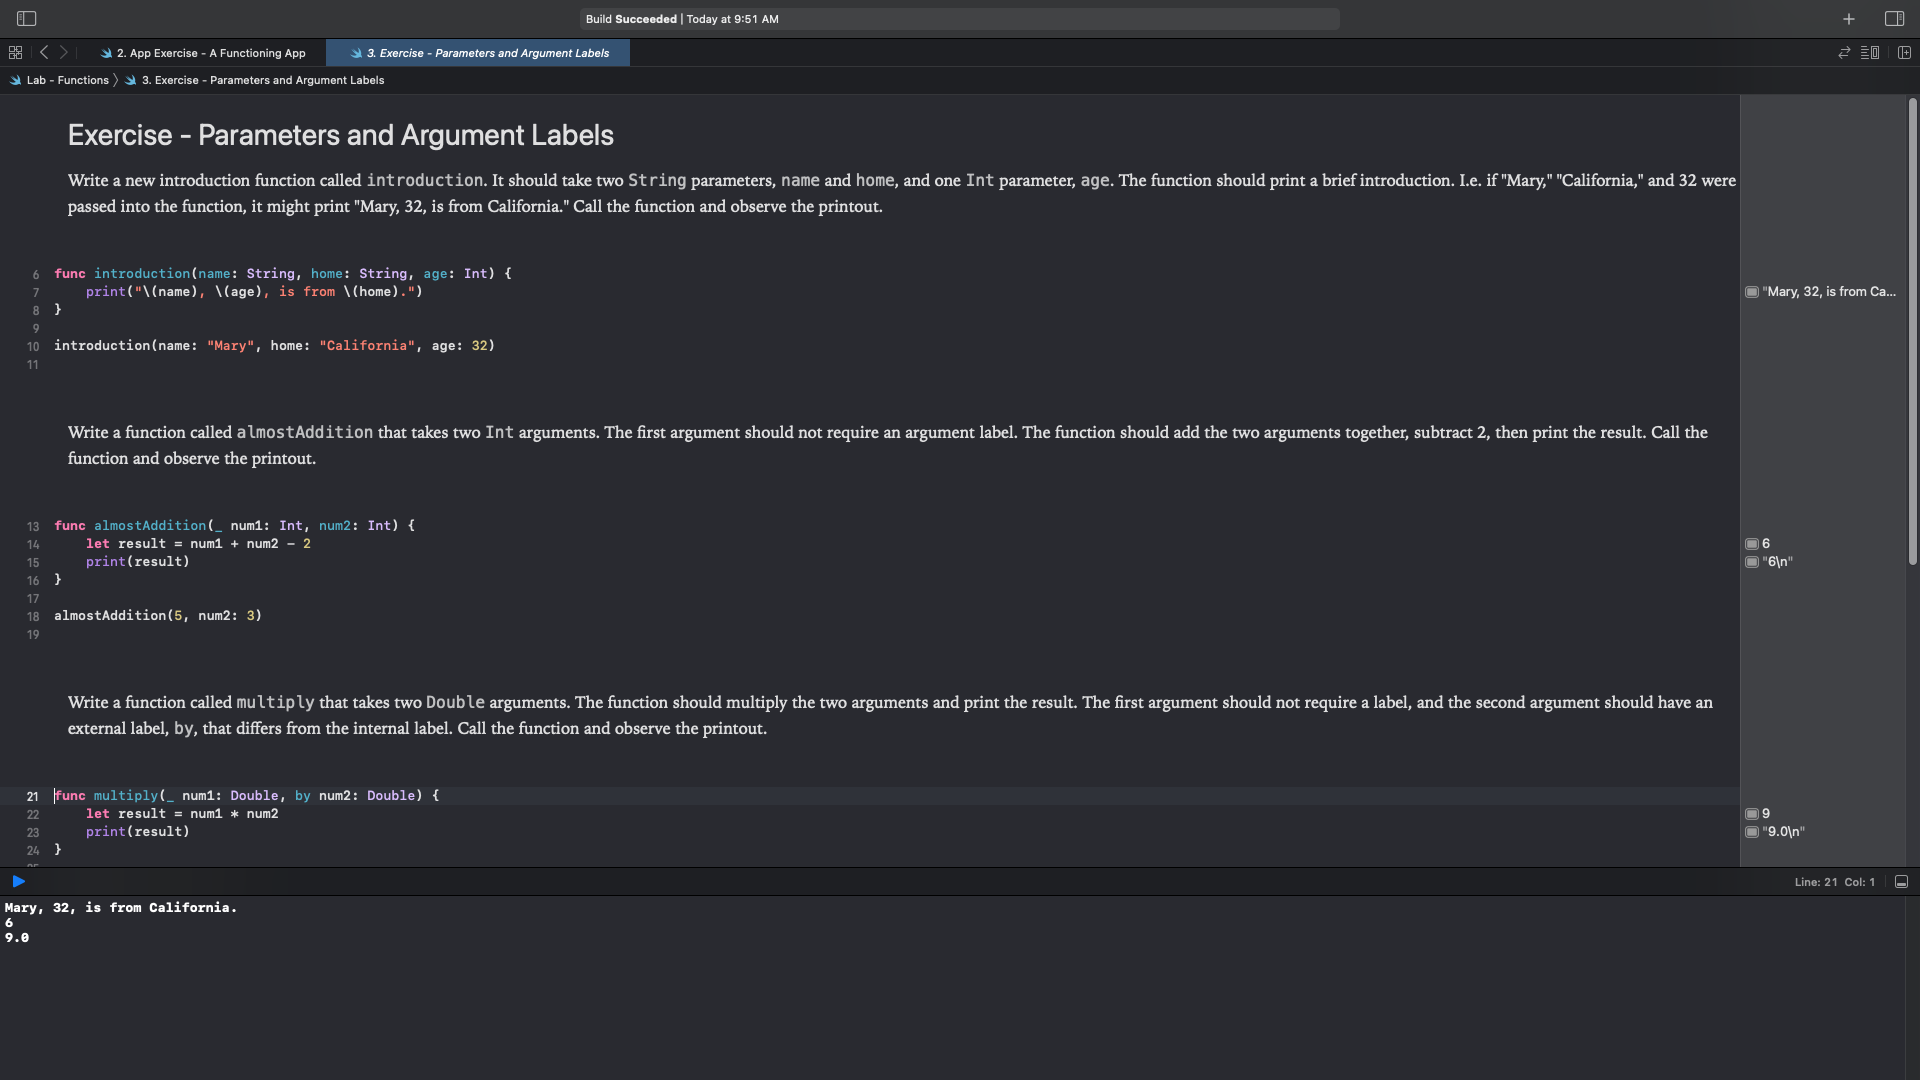 Build Succeeded | Today at 9:51 AM
2. App Exercise - A Functioning App
3. Exercise - Parameters and Argument Labels
Lab - Functions 〉 3. Exercise - Parameters and Argument Labels
Exercise - Parameters and Argument Labels
Write a new introduction function called introduction. It should take two String parameters, name and home, and one Int parameter, age. The function should print a brief introduction. I.e. if "Mary," "California," and 32 were
passed into the function, it might print "Mary, 32, is from California." Call the function and observe the printout.
6 func introduction(name: String, home: String, age: Int) {
7     print("\(name), \(age), is from \(home).")
"Mary, 32, is from Ca...
8 }
9
10 introduction(name: "Mary", home: "California", age: 32)
11
Write a function called almostAddition that takes two Int arguments. The first argument should not require an argument label. The function should add the two arguments together, subtract 2, then print the result. Call the
function and observe the printout.
13 func almostAddition(_ num1: Int, num2: Int) {
14     let result = num1 + num2 - 2
6
15     print(result)
"6\n"
16 }
17
18 almostAddition(5, num2: 3)
19
Write a function called multiply that takes two Double arguments. The function should multiply the two arguments and print the result. The first argument should not require a label, and the second argument should have an
external label, by, that differs from the internal label. Call the function and observe the printout.
21 func multiply(_ num1: Double, by num2: Double) {
22     let result = num1 * num2
9
23     print(result)
"9.0\n"
24 }
Line: 21 Col: 1
Mary, 32, is from California.
6
9.0